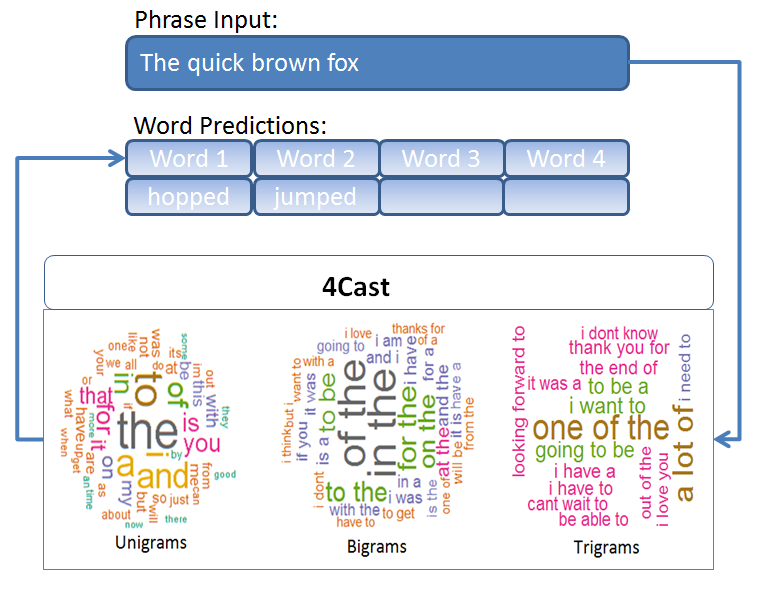 Phrase Input:
The quick brown fox
Word Predictions:
Word 1 Word 2 Word 3 Word 4
hopped jumped
4Cast
the
to
and
a
of
in
i
is
you
that
for
it
on
my
with
this
be
was
not
like
one
your
we all
do at
its
some
im
out
or
if
what
have
more
they
up
when
get
are
an
time
as
by
from
me
can
good
but
so just
will
about
now
there
Unigrams
of the
in the
to the
for the
on the
to be
at the
and the
i have
for a
i love
going to
i am
thanks for
of a
and i
with a
want to
it was
if you
but i
i think
is a
i dont
in a
i was
with the
to get
have to
is the
one of
will be
it is
have a
from the
Bigrams
one of the
a lot of
i dont know
thank you for
the end of
it was a
to be a
i want to
looking forward to
i need to
going to be
i have a
i have to
cant wait to
be able to
out of the
i love you
Trigrams